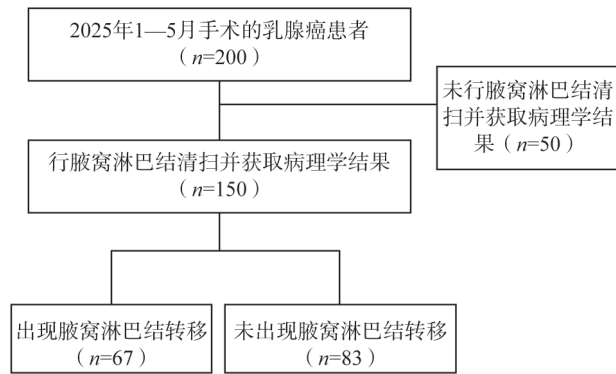 2025年1—5月手术的乳腺癌患者
（n=200）
未行腋窝淋巴结清
扫并获取病理学结
果（n=50）
行腋窝淋巴结清扫并获取病理学结果
（n=150）
出现腋窝淋巴结转移
（n=67）
未出现腋窝淋巴结转移
（n=83）